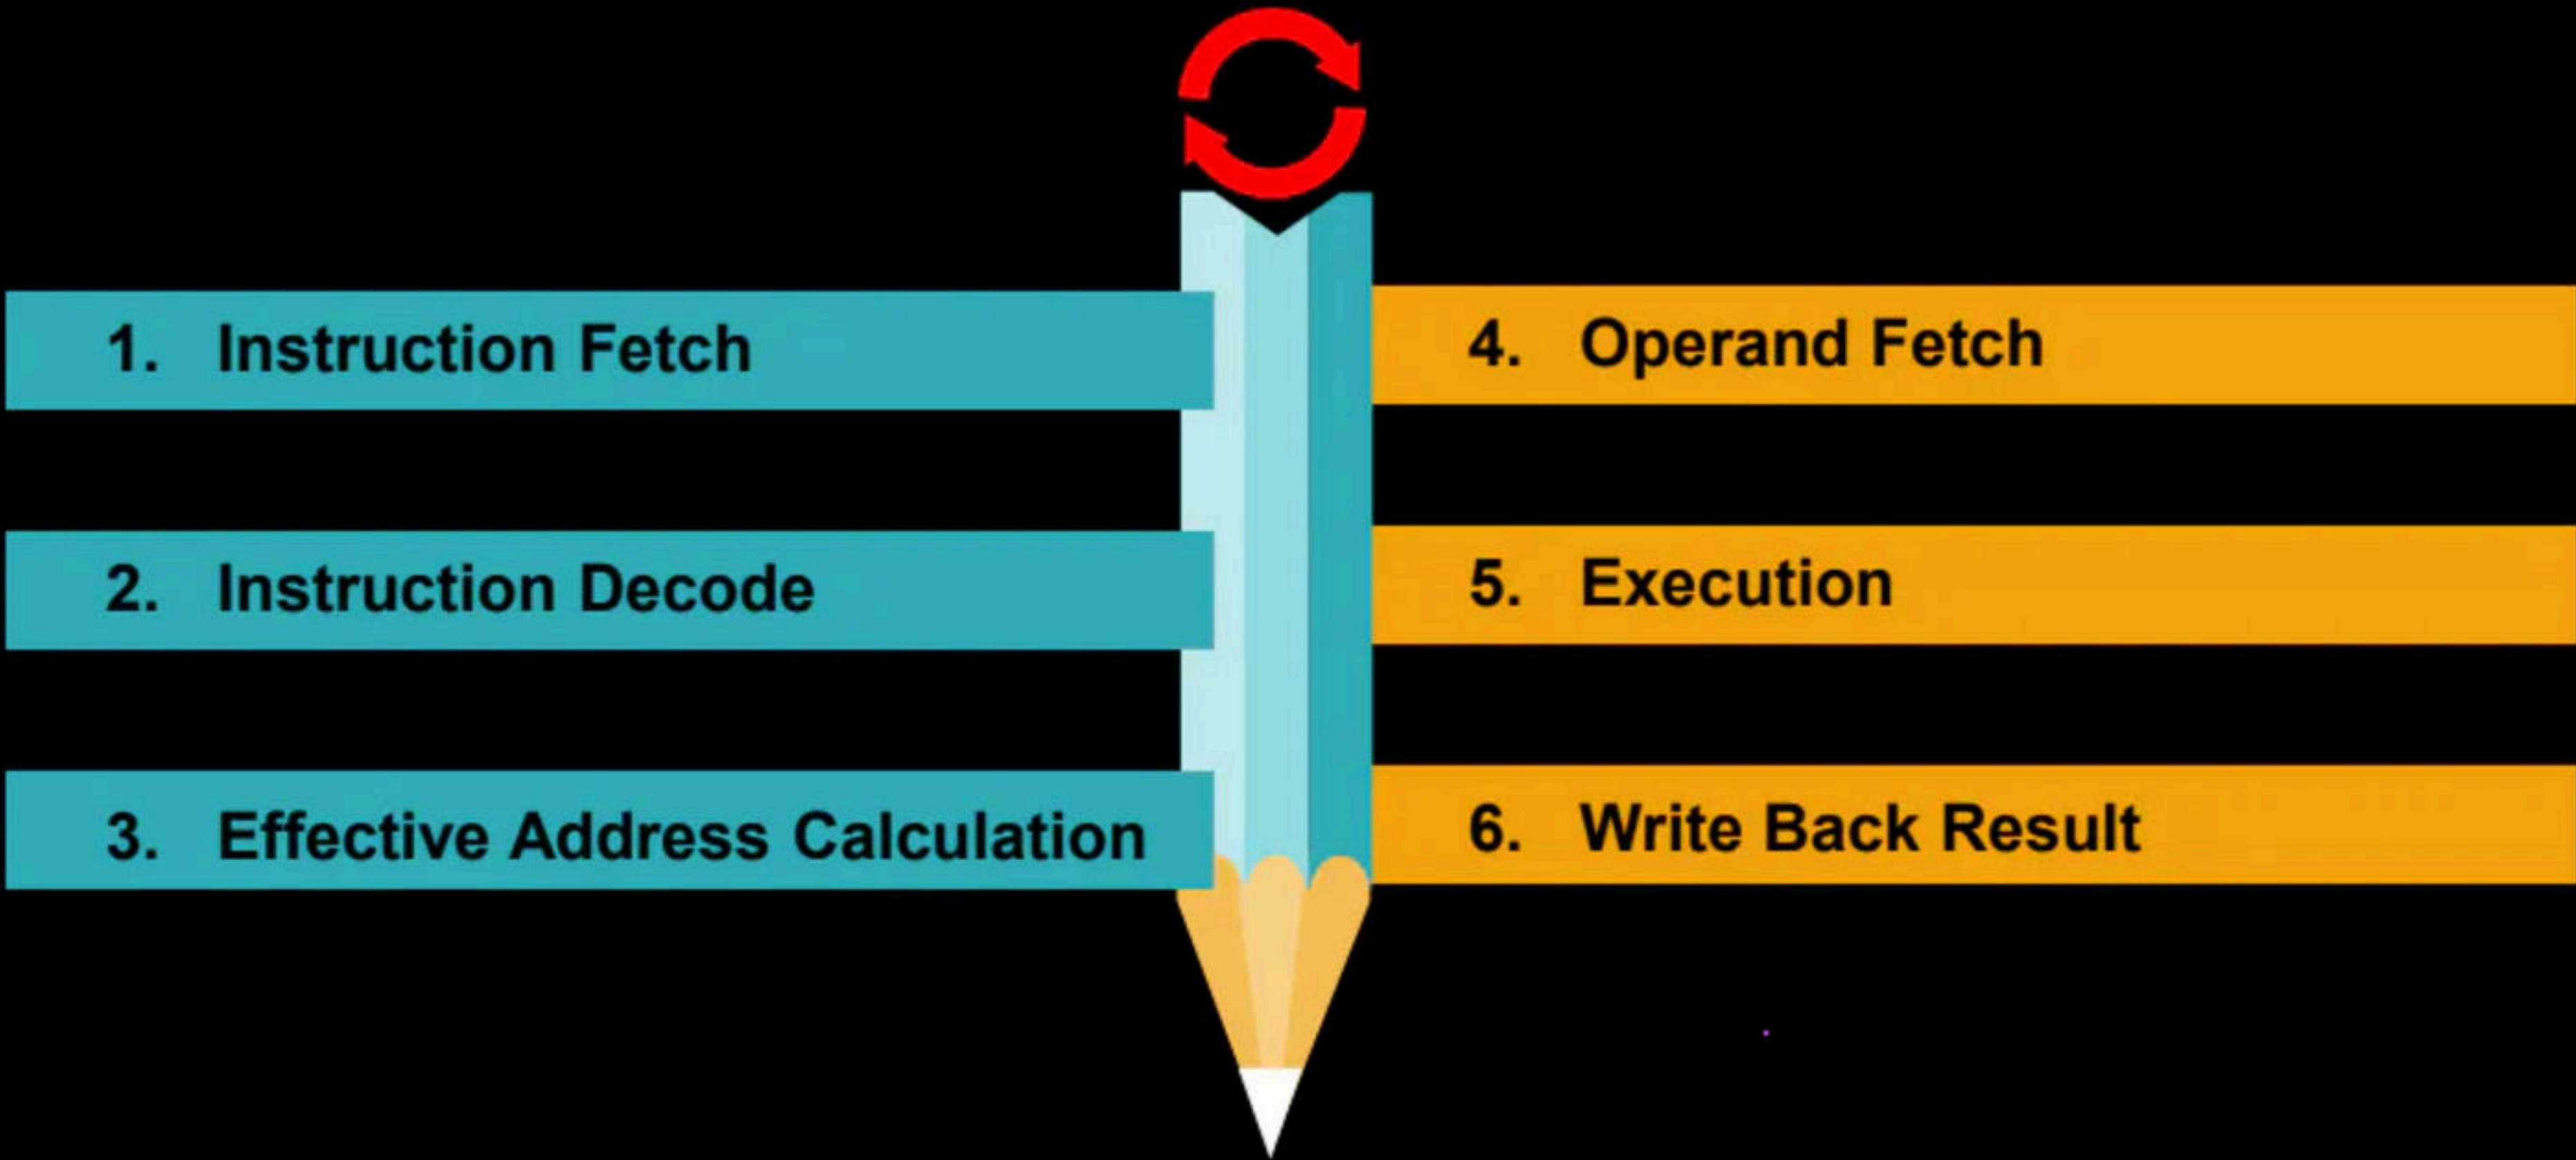 1. Instruction Fetch
2. Instruction Decode
3. Effective Address Calculation
4. Operand Fetch
5. Execution
6. Write Back Result